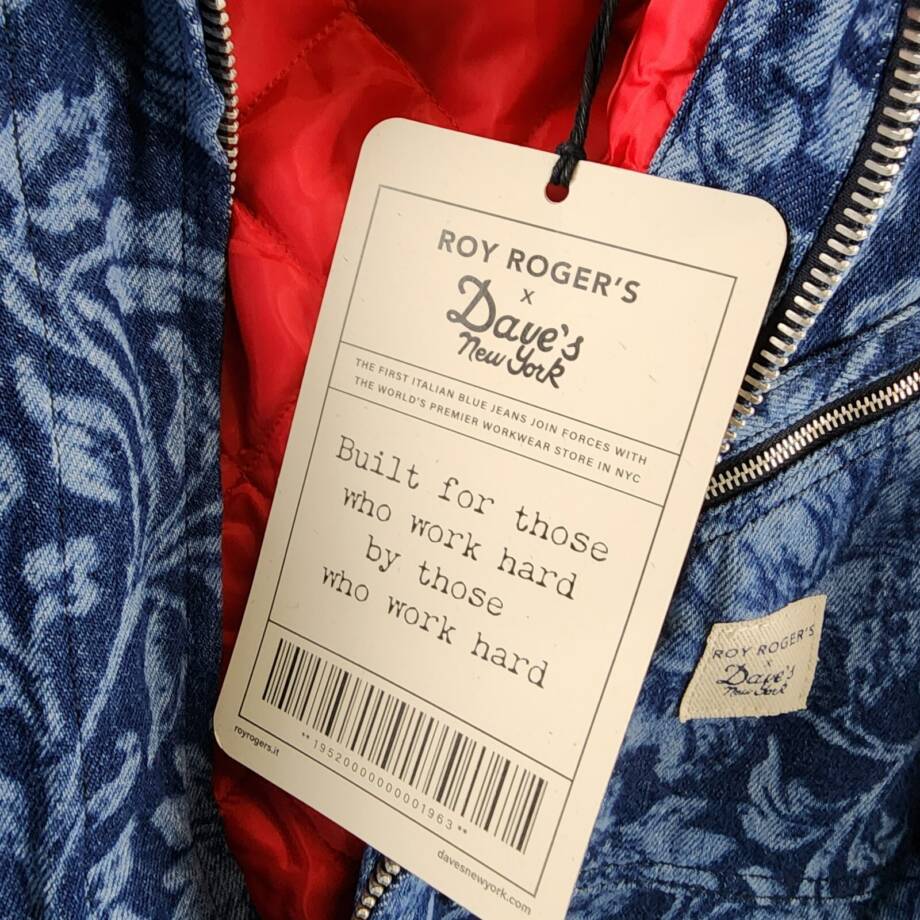 ROY ROGER'S
x
Dave's
New York
THE FIRST ITALIAN BLUE JEANS JOIN FORCES WITH
THE WORLD'S PREMIER WORKWEAR STORE IN NYC
Built for those
who work hard
by those
who work hard
**19520000000001963**
royrogers.it
davesnewyork.com
ROY ROGER'S
x
Dave's
New York